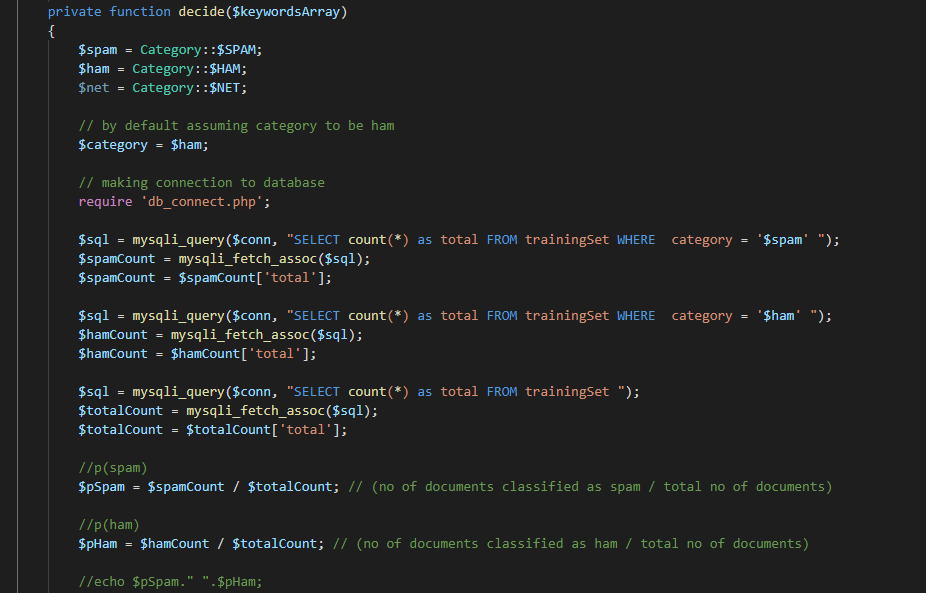 private function decide($keywordsArray)
{
$spam = Category::$SPAM;
$ham = Category::$HAM;
$net = Category::$NET;
// by default assuming category to be ham
$category = $ham;
// making connection to database
require 'db_connect.php';
$sql = mysqli_query($conn, "SELECT count(*) as total FROM trainingSet WHERE  category = '$spam' ");
$spamCount = mysqli_fetch_assoc($sql);
$spamCount = $spamCount['total'];
$sql = mysqli_query($conn, "SELECT count(*) as total FROM trainingSet WHERE  category = '$ham' ");
$hamCount = mysqli_fetch_assoc($sql);
$hamCount = $hamCount['total'];
$sql = mysqli_query($conn, "SELECT count(*) as total FROM trainingSet ");
$totalCount = mysqli_fetch_assoc($sql);
$totalCount = $totalCount['total'];
//p(spam)
$pSpam = $spamCount / $totalCount; // (no of documents classified as spam / total no of documents)
//p(ham)
$pHam = $hamCount / $totalCount; // (no of documents classified as ham / total no of documents)
//echo $pSpam." ".$pHam;